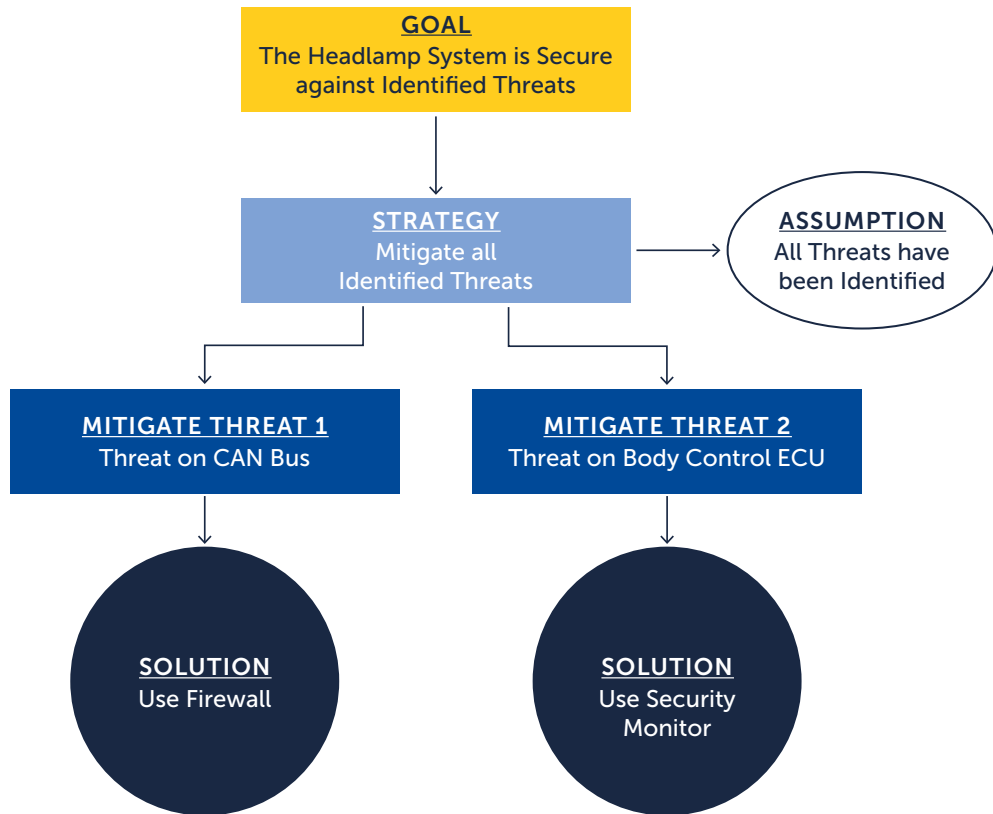 GOAL
The Headlamp System is Secure
against Identified Threats
STRATEGY
Mitigate all
Identified Threats
ASSUMPTION
All Threats have
been Identified
MITIGATE THREAT 1
Threat on CAN Bus
MITIGATE THREAT 2
Threat on Body Control ECU
SOLUTION
Use Firewall
SOLUTION
Use Security
Monitor